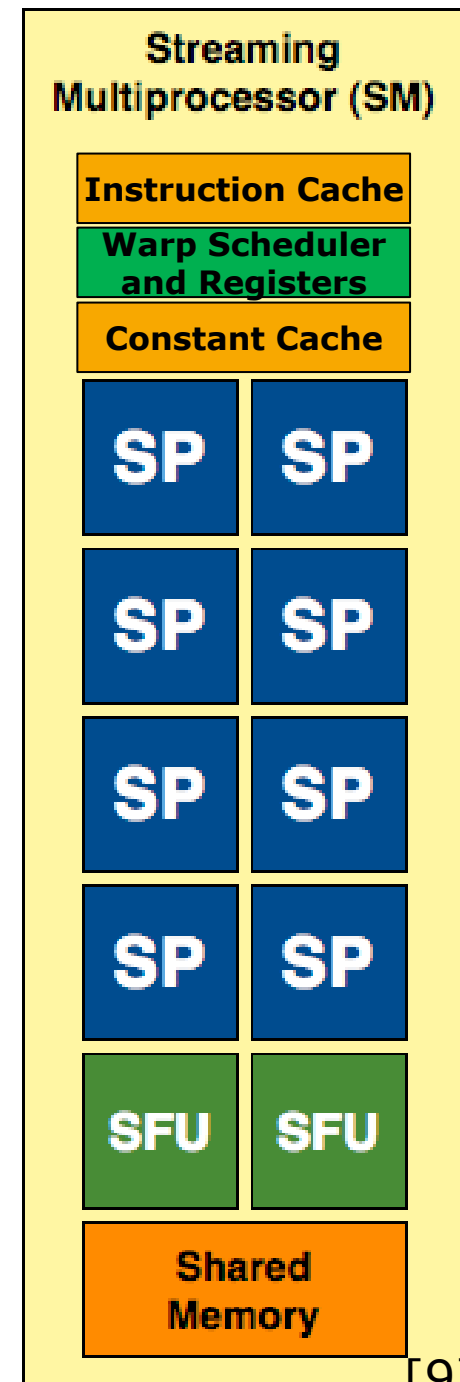 Streaming
Multiprocessor (SM)
Instruction Cache
Warp Scheduler
and Registers
Constant Cache
SP SP
SP SP
SP SP
SP SP
SFU SFU
Shared
Memory